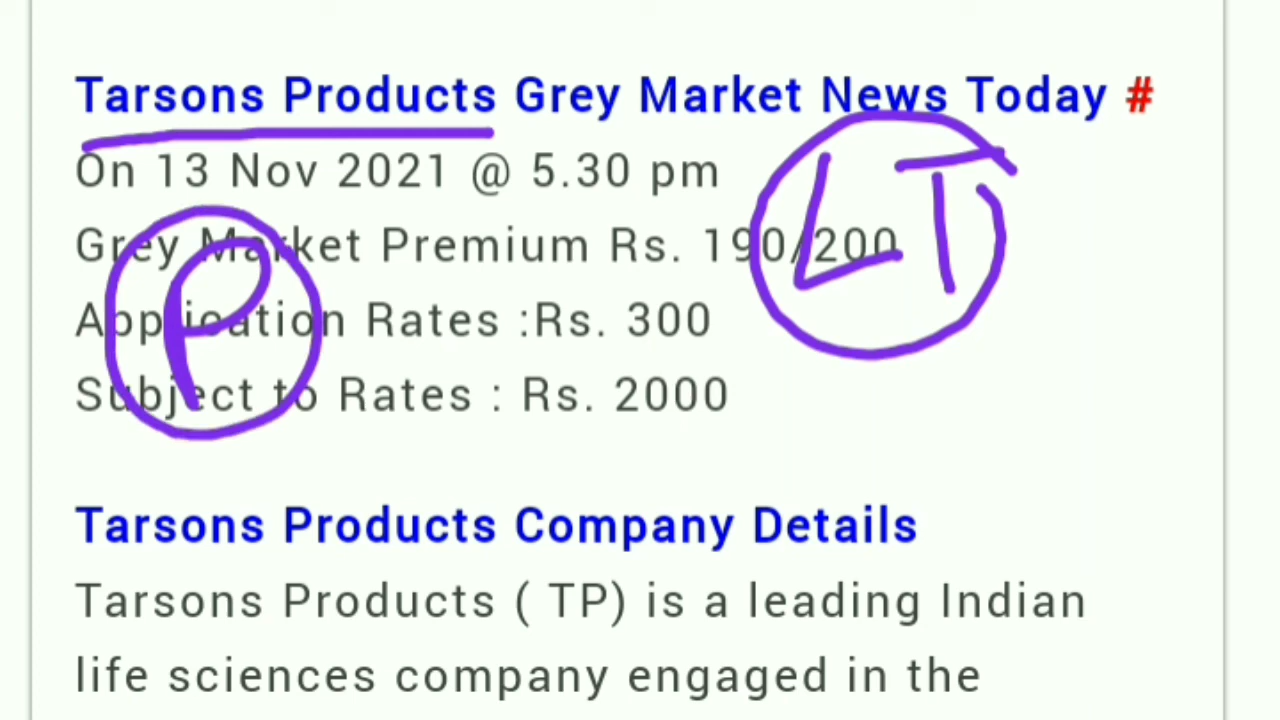 Tarsons Products Grey Market News Today #
On 13 Nov 2021 @ 5.30 pm
Grey Market Premium Rs. 190/200
Application Rates :Rs. 300
Subject to Rates : Rs. 2000
P
LT
Tarsons Products Company Details
Tarsons Products ( TP) is a leading Indian
life sciences company engaged in the